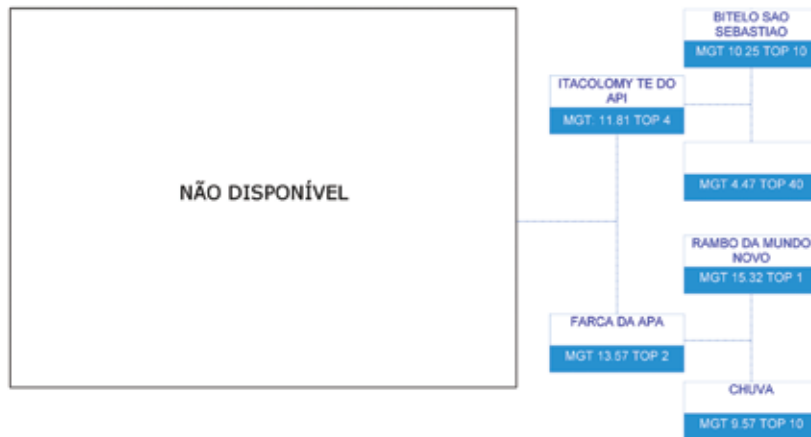 BITELO SAO
SEBASTIAO
MGT 10.25 TOP 10
ITACOLOMY TE DO
API
MGT: 11.81 TOP 4
MGT 4.47 TOP 40
NÃO DISPONÍVEL
RAMBO DA MUNDO
NOVO
MGT 15.32 TOP 1
FARCA DA APA
MGT 13.57 TOP 2
CHUVA
MGT 9.57 TOP 10